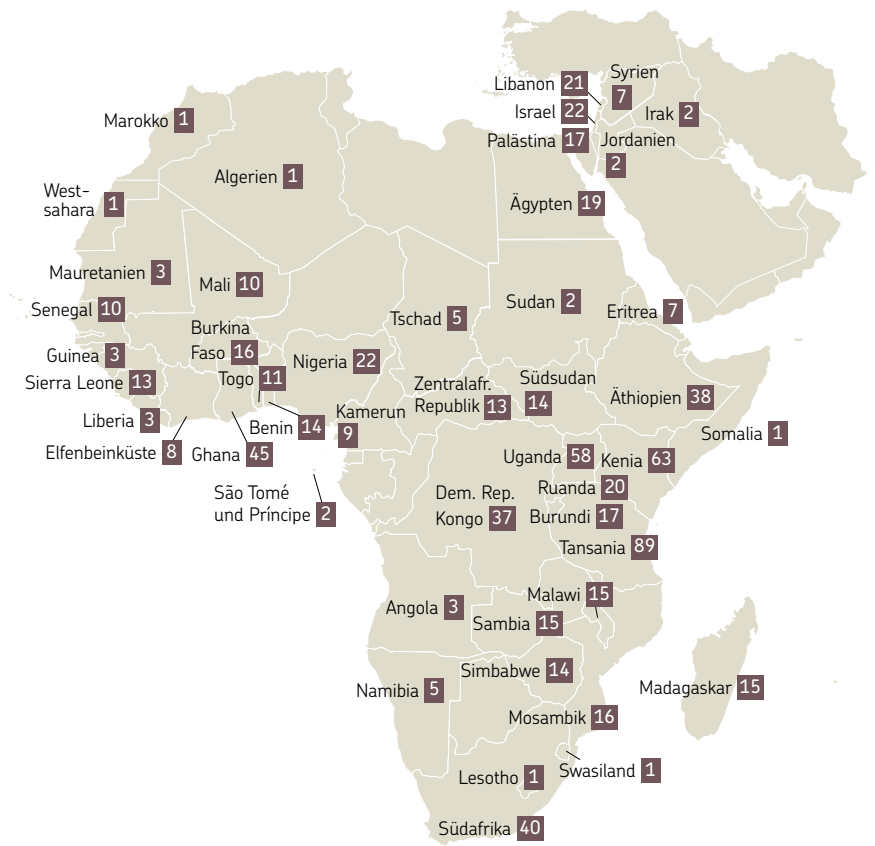 Libanon 21
Syrien
7
Israel 22
Irak 2
Marokko 1
Palästina 17
Jordanien
2
Algerien 1
West-
sahara 1
Ägypten 19
Mauretanien 3
Mali 10
Senegal 10
Sudan 2
Eritrea 7
Tschad 5
Burkina
Faso 16
Guinea 3
Nigeria 22
Sierra Leone 13
Togo 11
Zentralafr.
Republik 13
Südsudan
14
Äthiopien 38
Liberia 3
Benin 14
Kamerun
9
Somalia 1
Elfenbeinküste 8
Ghana 45
Uganda 58
Kenia 63
Ruanda 20
São Tomé
und Príncipe 2
Dem. Rep.
Kongo 37
Burundi 17
Tansania 89
Malawi 15
Angola 3
Sambia 15
Simbabwe 14
Namibia 5
Madagaskar 15
Mosambik 16
Swasiland 1
Lesotho 1
Südafrika 40